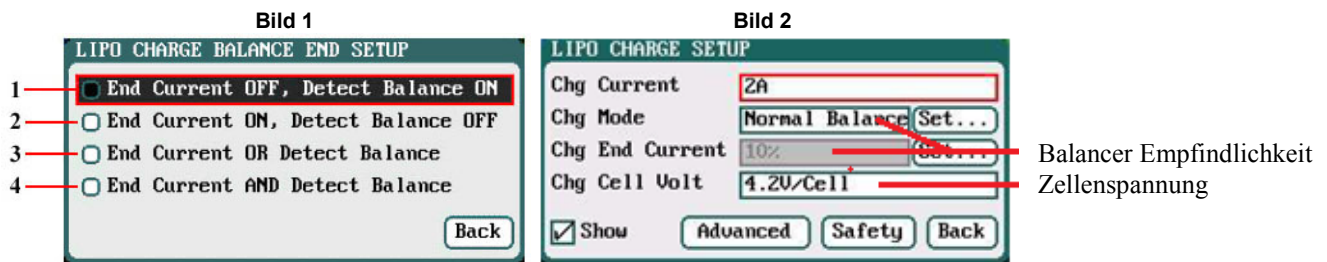 Bild 1
LIPO CHARGE BALANCE END SETUP
1
End Current OFF, Detect Balance ON
2
End Current ON, Detect Balance OFF
3
End Current OR Detect Balance
4
End Current AND Detect Balance
Back
Bild 2
LIPO CHARGE SETUP
Chg Current 2A
Chg Mode Normal Balance Set...
Chg End Current 10% Set...
Chg Cell Volt 4.2V/Cell
Show Advanced Safety Back
Balancer Empfindlichkeit
Zellenspannung